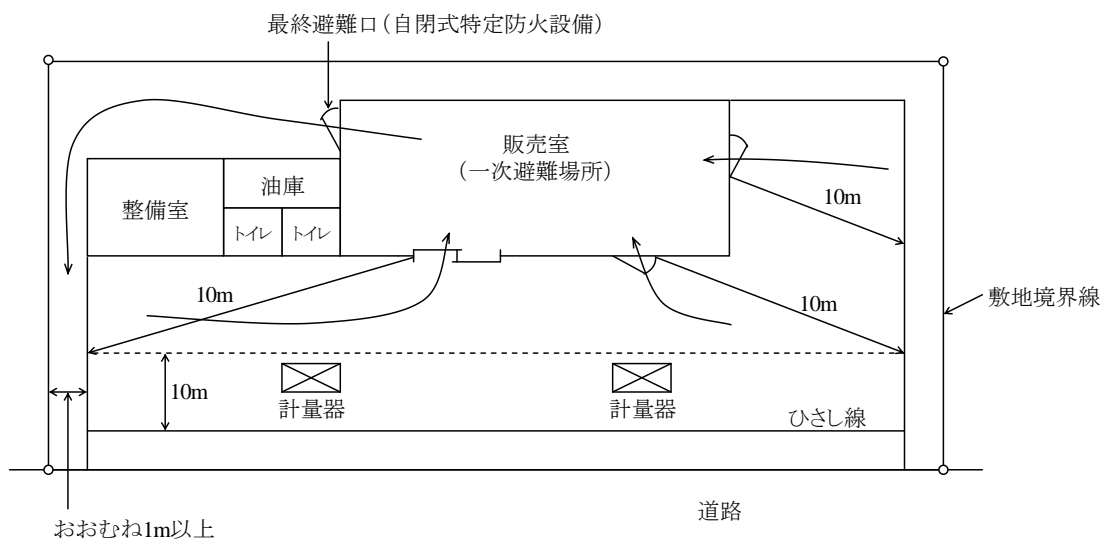 最終避難口(自閉式特定防火設備)
販売室
(一次避難場所)
油庫
整備室
トイレ
トイレ
10m
10m
10m
敷地境界線
10m
計量器
計量器
ひさし線
道路
おおむね1m以上